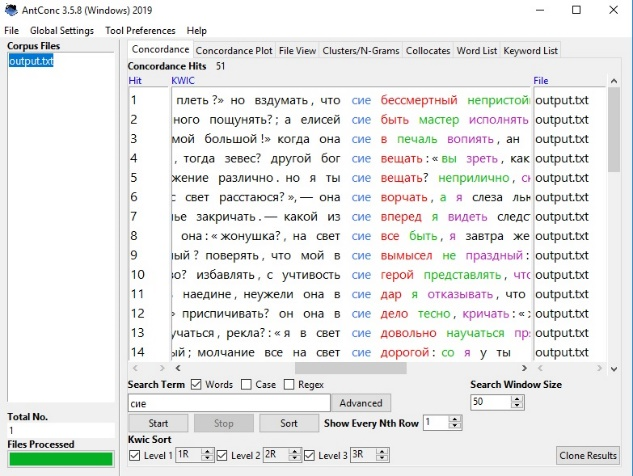 AntConc 3.5.8 (Windows) 2019
File Global Settings Tool Preferences Help
Corpus Files
output.txt
Concordance Concordance Plot File View Clusters/N-Grams Collocates Word List Keyword List
Concordance Hits 51
Hit KWIC File
1 плеть?» но вздумать, что сие бессмертный непристой output.txt
2 ного пощунять?; а елисей сие быть мастер исполнять output.txt
3 мой большой!» когда она сие в печаль вопиять, ан output.txt
4 , тогда зевес? другой бог сие вещать: «вы зреть, как output.txt
5 жение различно. но я ты сие вещать? неприлично, output.txt
6 с свет расстаюся?»,— она сие ворчать, а я слеза output.txt
7 ье закричать.— какой из сие вперед я видеть следс output.txt
8 она: «жонушка?, на свет сие все быть, я завтра же output.txt
9 ный? поверять, что мой в сие вымысел не праздный: output.txt
10 во? избавлять, с учтивость сие герой представлять, что output.txt
11 наедине, неужели она в сие дар я отказывать, что output.txt
12 » приспичивать? он она в сие дело тесно, кричать: « output.txt
13 учаться, рекла?: «я в свет сие довольно научаться output.txt
14 ый; молчание все на свет сие дорогой: со я у ты output.txt
Search Term Words Case Regex Search Window Size
сие Advanced 50
Total No.
1
Start Stop Sort Show Every Nth Row 1
Files Processed
Kwic Sort
Level 1 1R Level 2 2R Level 3 3R Clone Results